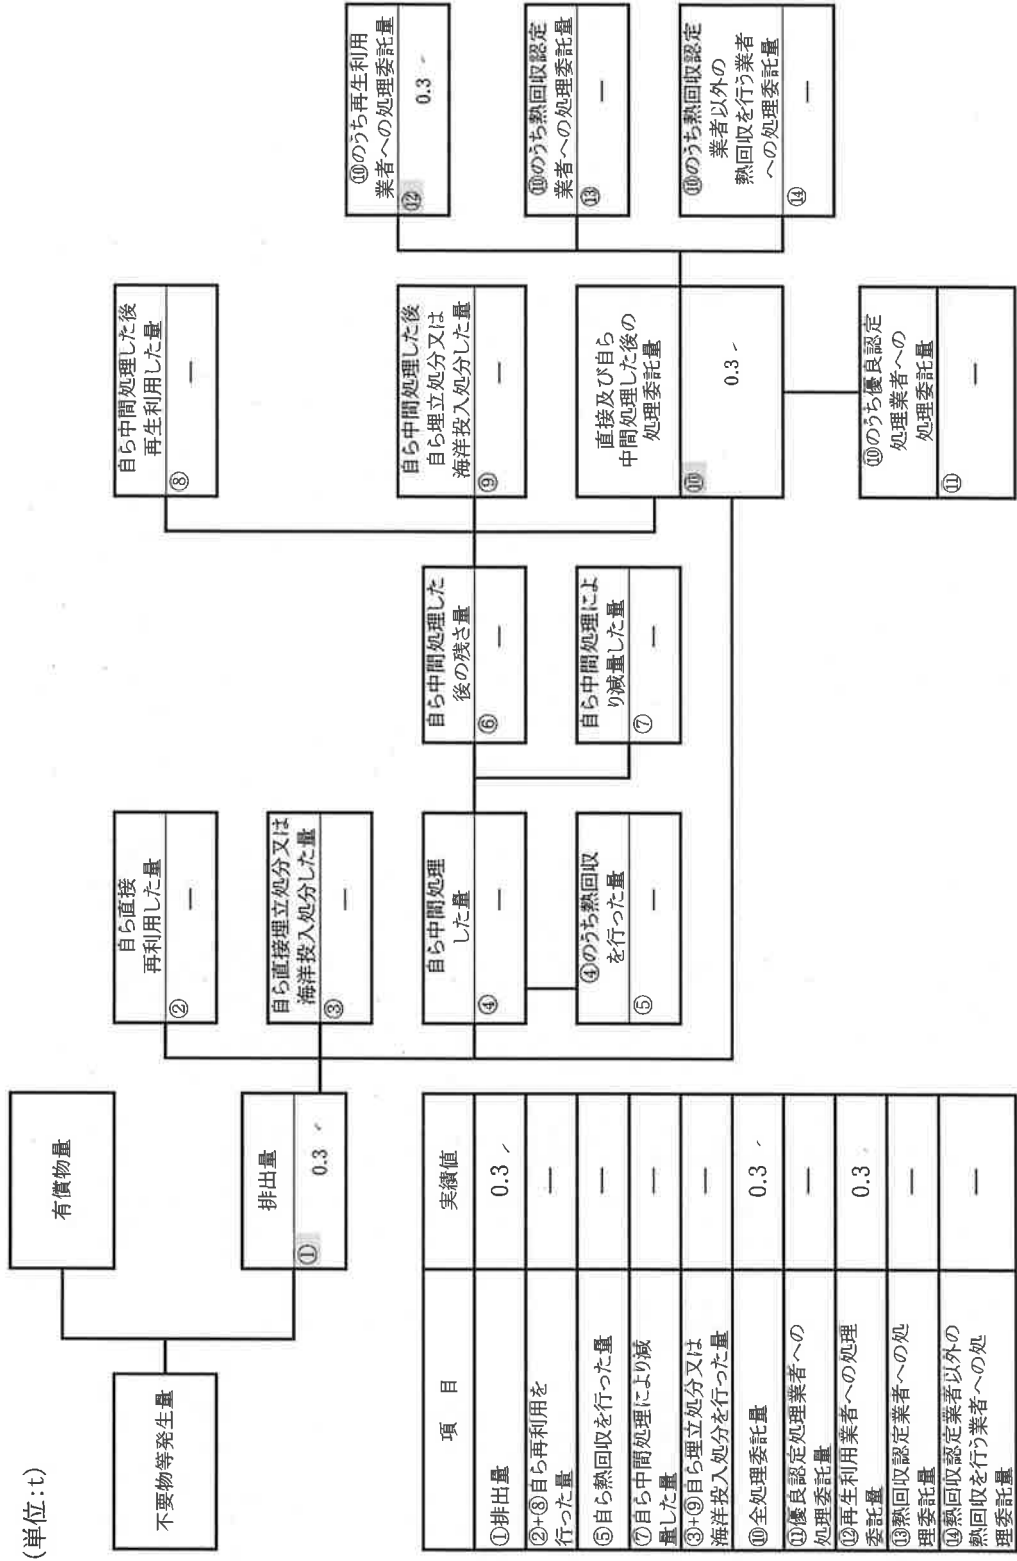 (単位:t)
不要物等発生量
有償物量
排出量
① 0.3
自ら直接
再利用した量
② ―
自ら直接埋立処分又は
海洋投入処分した量
③ ―
自ら中間処理
した量
④ ―
④のうち熱回収
を行った量
⑤ ―
自ら中間処理した
後の残さ量
⑥ ―
自ら中間処理によ
り減量した量
⑦ ―
自ら中間処理した後
再生利用した量
⑧ ―
自ら中間処理した後
自ら埋立処分又は
海洋投入処分した量
⑨ ―
直接及び自ら
中間処理した後の
処理委託量
⑩ 0.3
⑩のうち優良認定
処理業者への
処理委託量
⑪ ―
⑩のうち再生利用
業者への処理委託量
⑫ 0.3
⑩のうち熱回収認定
業者への処理委託量
⑬ ―
⑩のうち熱回収認定
業者以外の
熱回収を行う業者
への処理委託量
⑭ ―
項 目 実績値
①排出量 0.3
②+⑧自ら再利用を
行った量 ―
⑤自ら熱回収を行った量 ―
⑦自ら中間処理により減
量した量 ―
③+⑨自ら埋立処分又は
海洋投入処分を行った量 ―
⑩全処理委託量 0.3
⑪優良認定処理業者への
処理委託量 ―
⑫再生利用業者への処理
委託量 0.3
⑬熱回収認定業者への処
理委託量 ―
⑭熱回収認定業者以外の
熱回収を行う業者への処
理委託量 ―